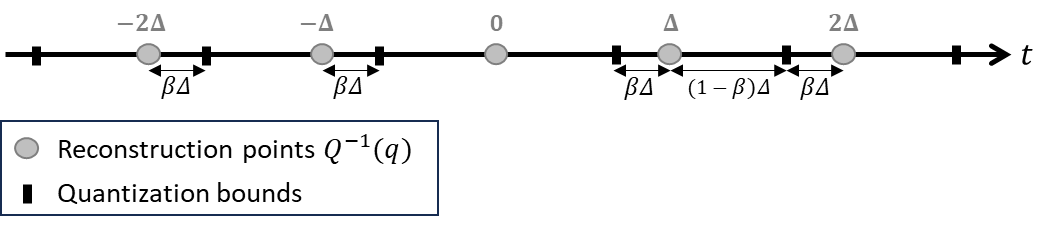 −2Δ −Δ 0 Δ 2Δ
t
βΔ βΔ βΔ (1 − β)Δ βΔ
Reconstruction points Q⁻¹(q)
Quantization bounds